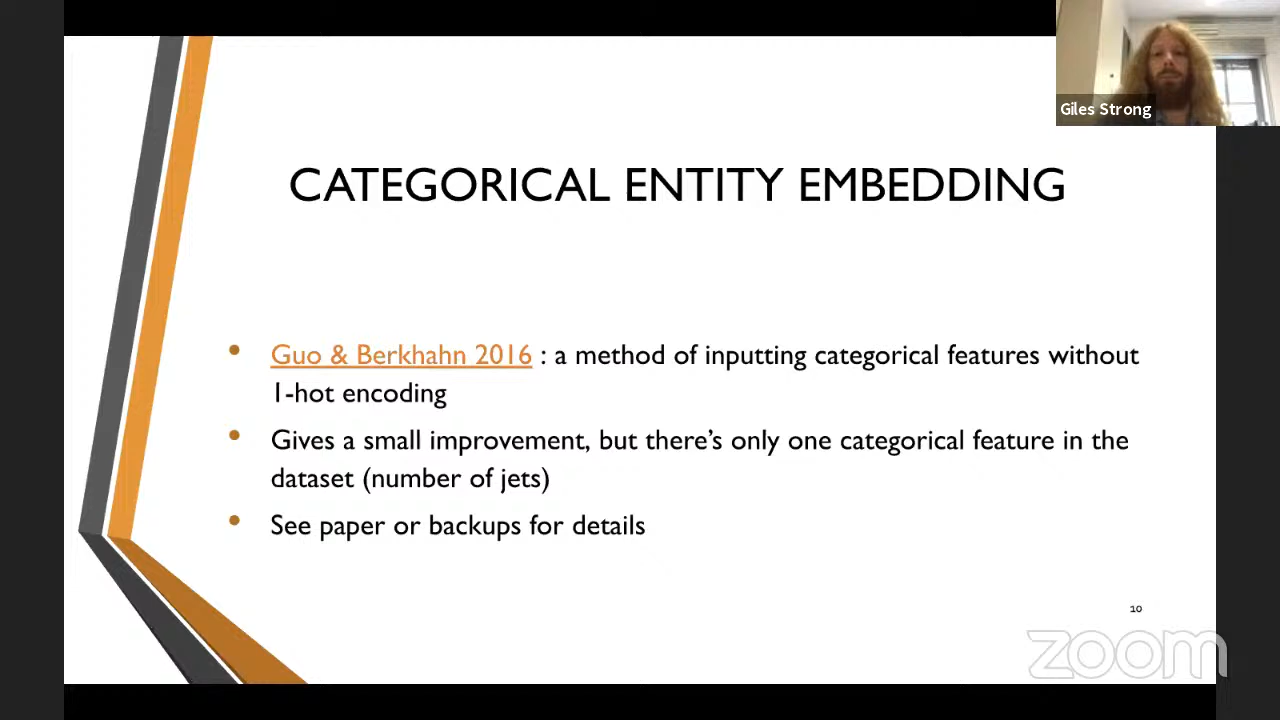 Giles Strong
CATEGORICAL ENTITY EMBEDDING
• Guo & Berkhahn 2016 : a method of inputting categorical features without
1-hot encoding
• Gives a small improvement, but there's only one categorical feature in the
dataset (number of jets)
• See paper or backups for details
10
zoom